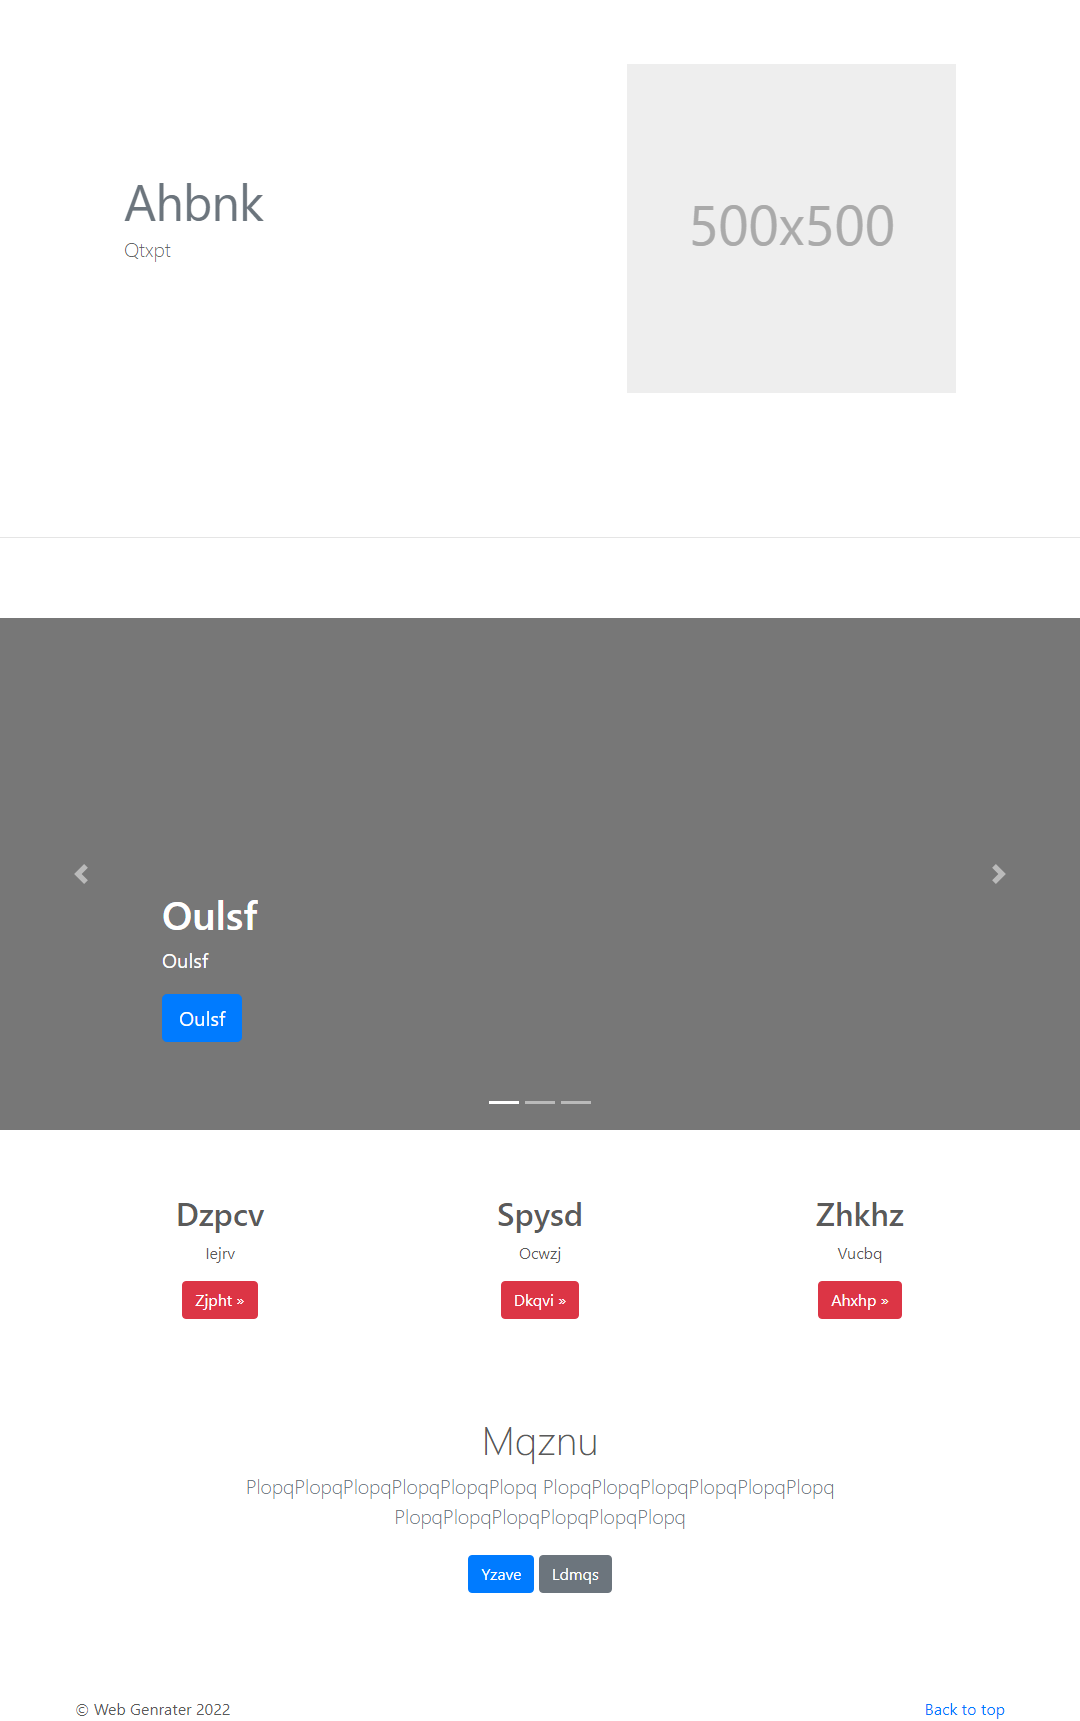 Ahbnk
Qtxpt
500x500
Oulsf
Oulsf
Oulsf
Dzpcv
Iejrv
Zjpht »
Spysd
Ocwzj
Dkqvi »
Zhkhz
Vucbq
Ahxhp »
Mqznu
PlopqPlopqPlopqPlopqPlopqPlopq PlopqPlopqPlopqPlopqPlopqPlopq
PlopqPlopqPlopqPlopqPlopqPlopq
Yzave Ldmqs
© Web Genrater 2022
Back to top